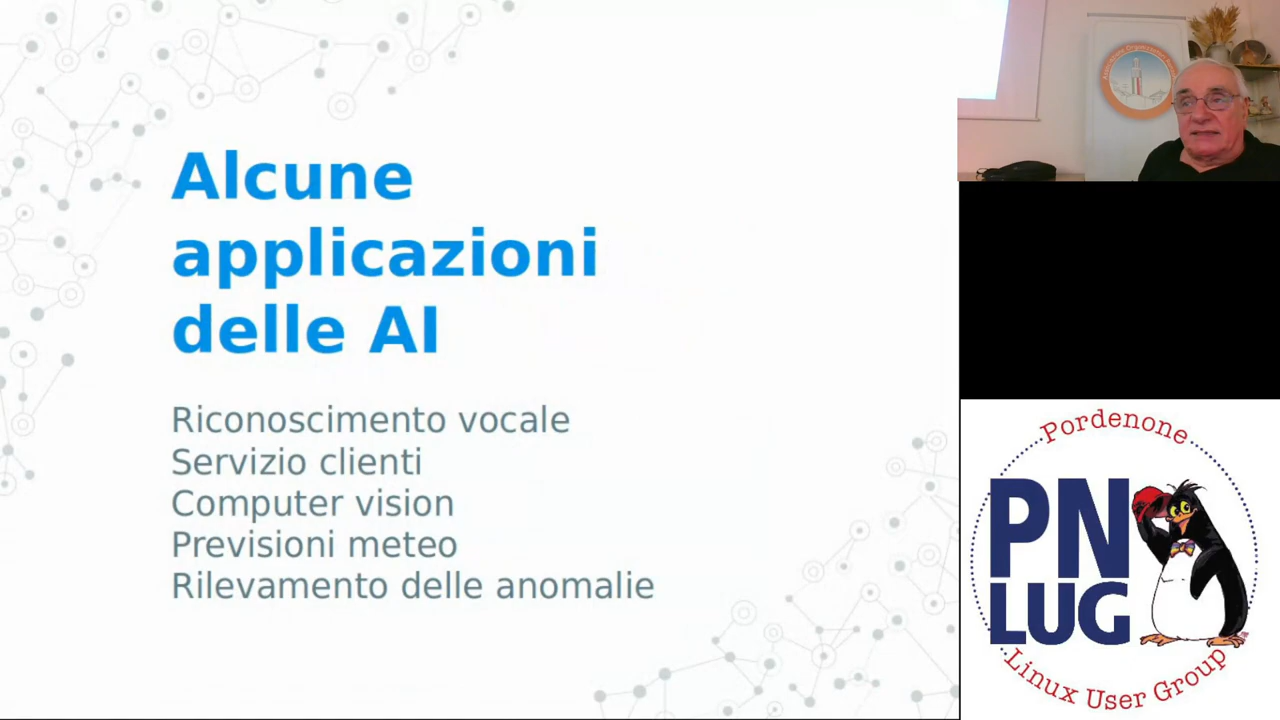 Alcune
applicazioni
delle AI
Riconoscimento vocale
Servizio clienti
Computer vision
Previsioni meteo
Rilevamento delle anomalie
Pordenone
PN
LUG
Linux User Group